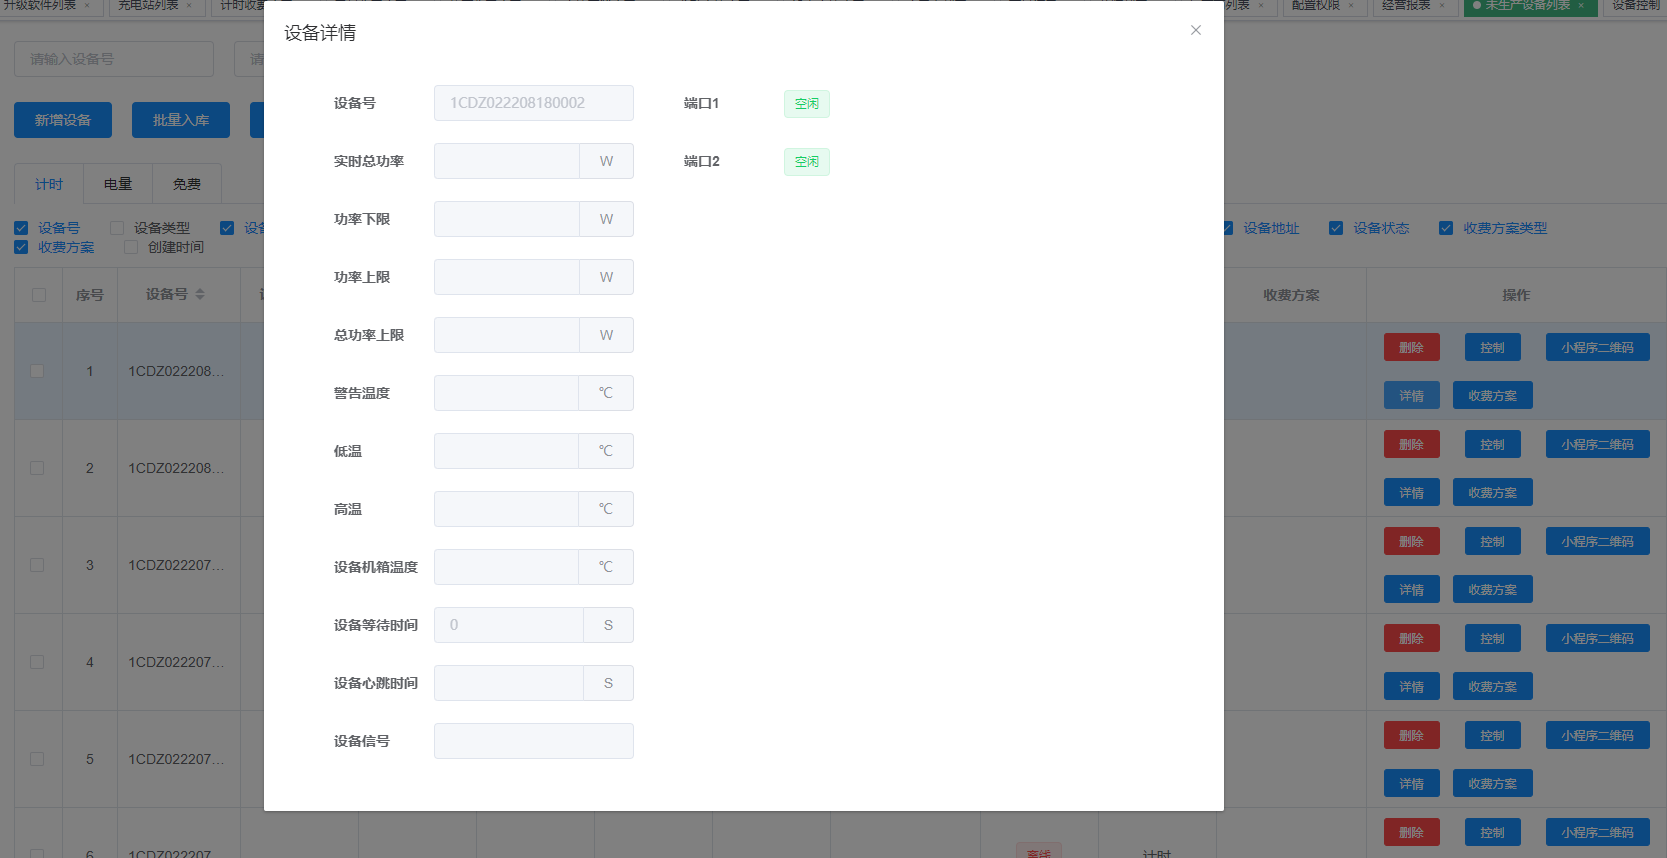 升级软件列表 ×
充电站列表 ×
计时收费
列表 ×
配置权限 ×
经营报表 ×
未生产设备列表 ×
设备控制
请输入设备号
请
新增设备
批量入库
计时
电量
免费
设备号
设备类型
设备地址
设备状态
收费方案类型
收费方案
创建时间
设备详情
设备号 1CDZ022208180002 端口1 空闲
实时总功率 W 端口2 空闲
功率下限 W
功率上限 W
总功率上限 W
警告温度 ℃
低温 ℃
高温 ℃
设备机箱温度 ℃
设备等待时间 0 S
设备心跳时间 S
设备信号
序号 设备号 收费方案 操作
1 1CDZ022208... 删除 控制 小程序二维码
详情 收费方案
2 1CDZ022208... 删除 控制 小程序二维码
详情 收费方案
3 1CDZ022207... 删除 控制 小程序二维码
详情 收费方案
4 1CDZ022207... 删除 控制 小程序二维码
详情 收费方案
5 1CDZ022207... 删除 控制 小程序二维码
详情 收费方案
6 1CDZ022207 离线 计时 删除 控制 小程序二维码